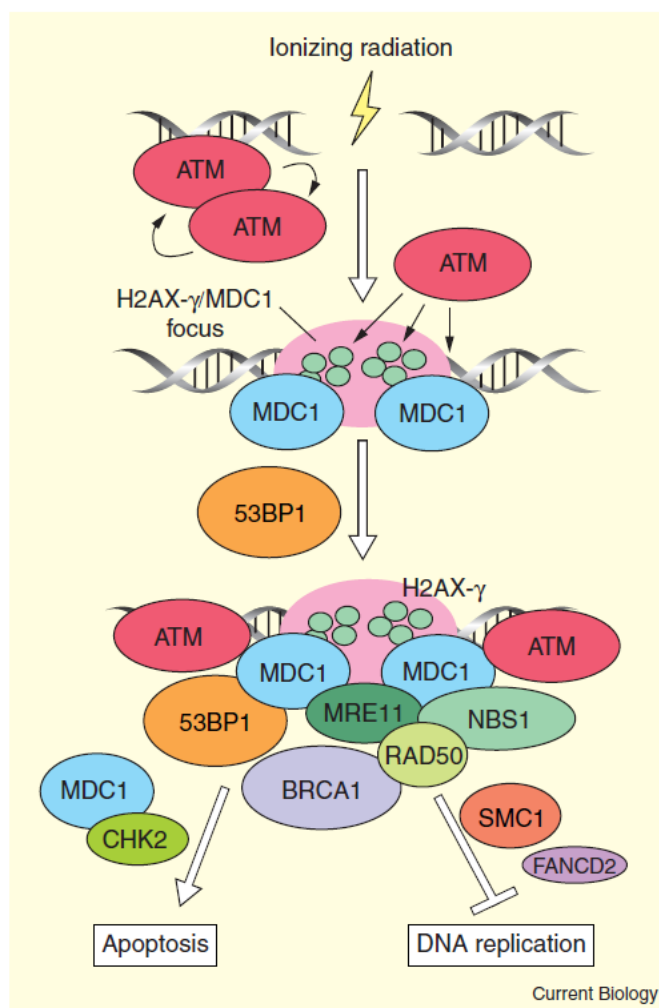 Ionizing radiation
ATM
ATM
ATM
H2AX-γ/MDC1
focus
MDC1
MDC1
53BP1
H2AX-γ
ATM
ATM
MDC1
MDC1
53BP1
MRE11
NBS1
RAD50
MDC1
BRCA1
CHK2
SMC1
FANCD2
Apoptosis
DNA replication
Current Biology